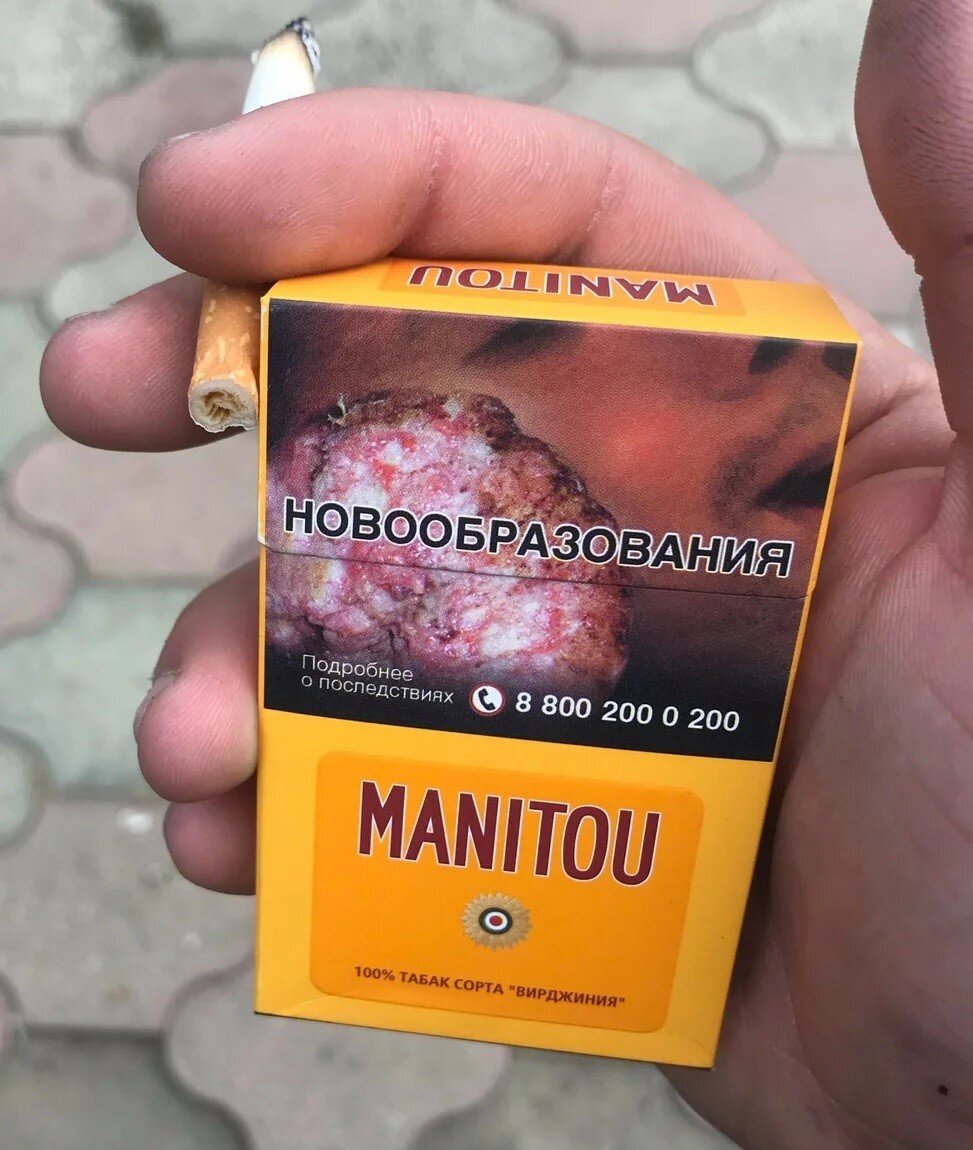 MANITOU
НОВООБРАЗОВАНИЯ
Подробнее
о последствиях 8 800 200 0 200
MANITOU
100% ТАБАК СОРТА "ВИРДЖИНИЯ"